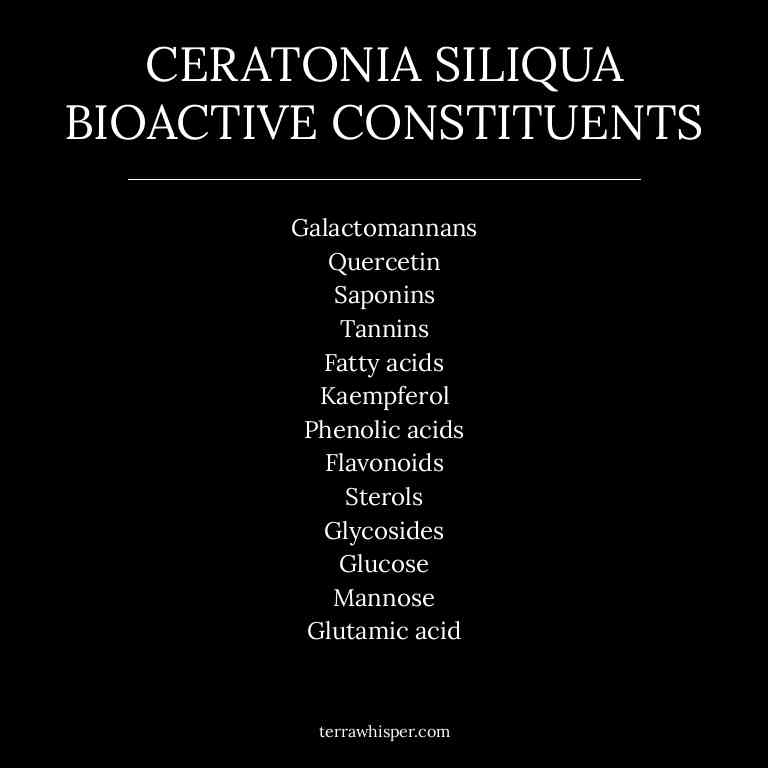 CERATONIA SILIQUA
BIOACTIVE CONSTITUENTS
Galactomannans
Quercetin
Saponins
Tannins
Fatty acids
Kaempferol
Phenolic acids
Flavonoids
Sterols
Glycosides
Glucose
Mannose
Glutamic acid
terrawhisper.com